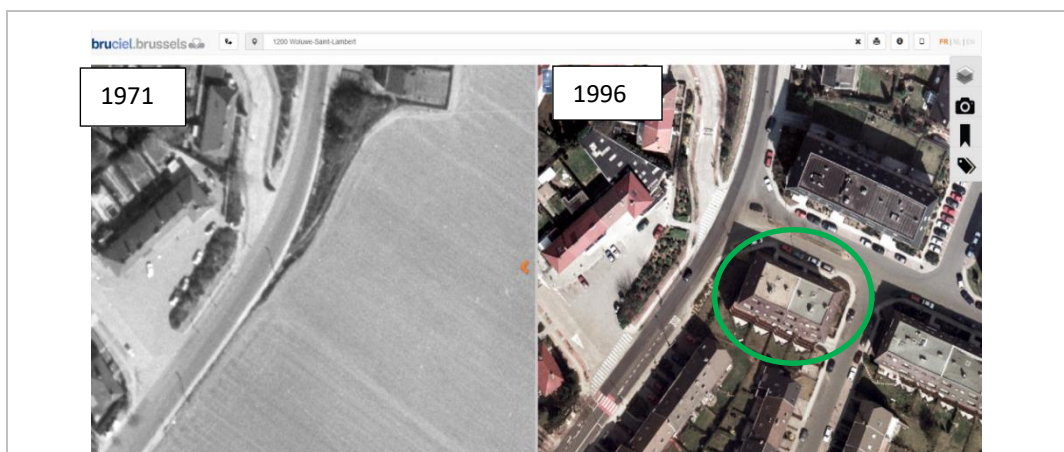 bruciel.brussels
1200 Woluwe-Saint-Lambert
FR | NL | EN
1971
1996